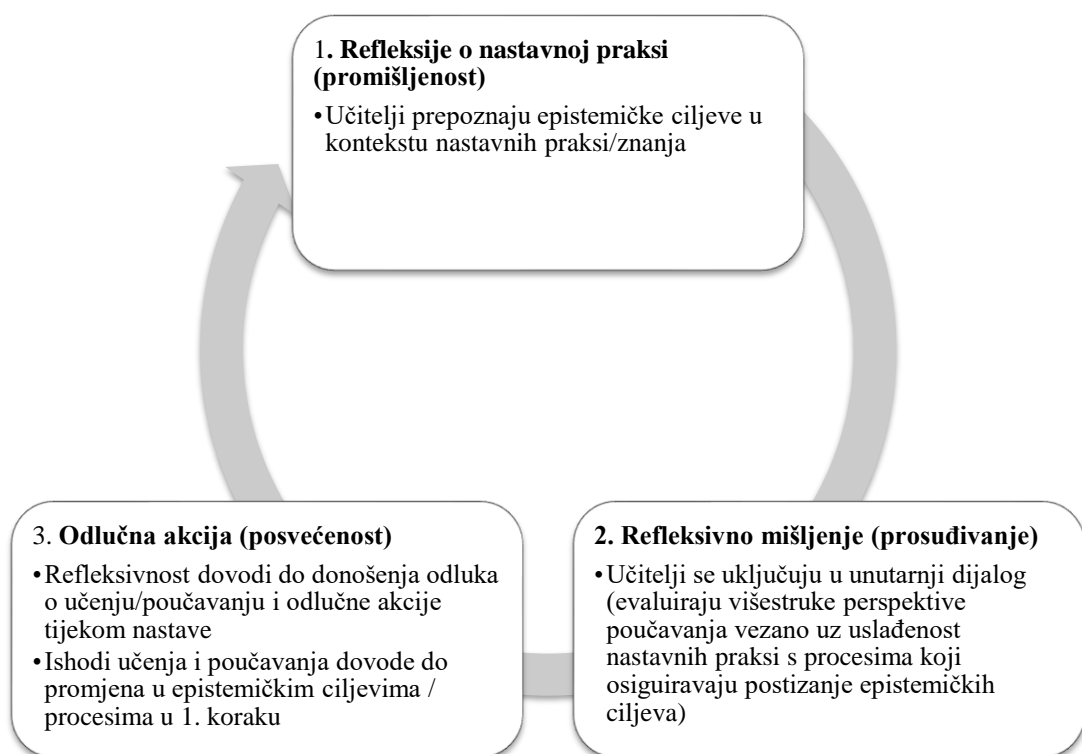 1. Refleksije o nastavnoj praksi
(promišljenost)
•Učitelji prepoznaju epistemičke ciljeve u
kontekstu nastavnih praksi/znanja
2. Refleksivno mišljenje (prosuđivanje)
•Učitelji se uključuju u unutarnji dijalog
(evaluiraju višestruke perspektive
poučavanja vezano uz uslađenost
nastavnih praksi s procesima koji
osiguiravaju postizanje epistemičkih
ciljeva)
3. Odlučna akcija (posvećenost)
•Refleksivnost dovodi do donošenja odluka
o učenju/poučavanju i odlučne akcije
tijekom nastave
•Ishodi učenja i poučavanja dovode do
promjena u epistemičkim ciljevima /
procesima u 1. koraku